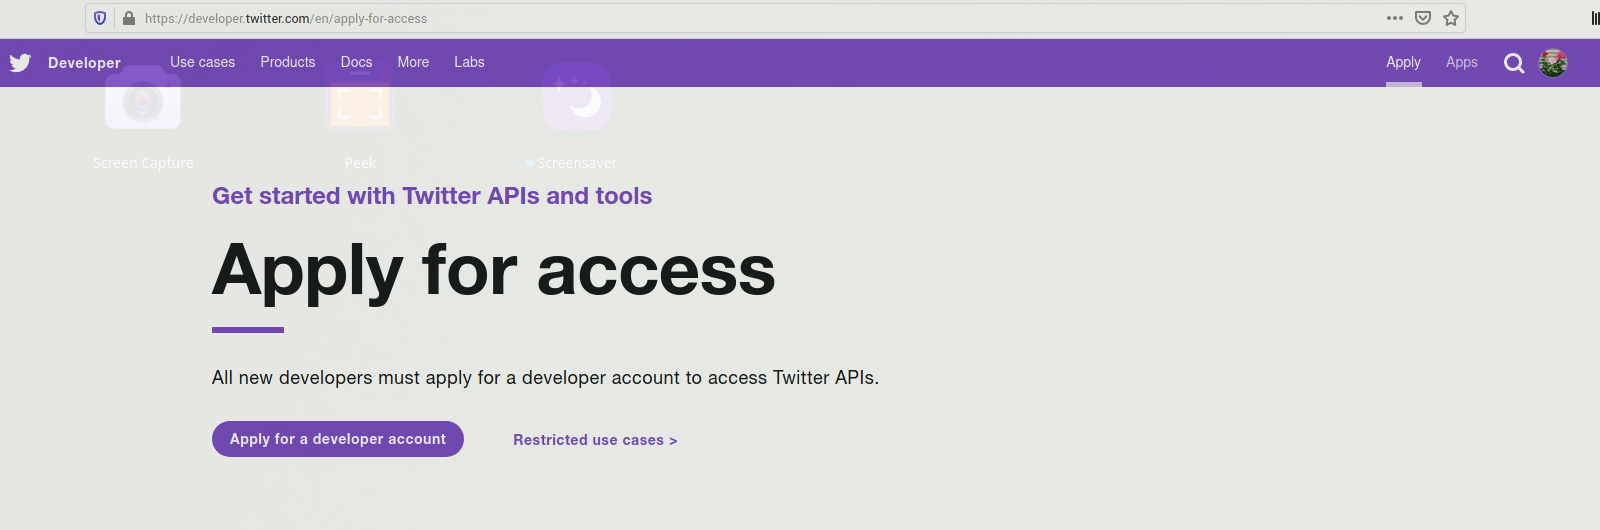 https://developer.twitter.com/en/apply-for-access
Developer Use cases Products Docs More Labs Apply Apps
Screen Capture Peek Screensaver
Get started with Twitter APIs and tools
Apply for access
All new developers must apply for a developer account to access Twitter APIs.
Apply for a developer account Restricted use cases >